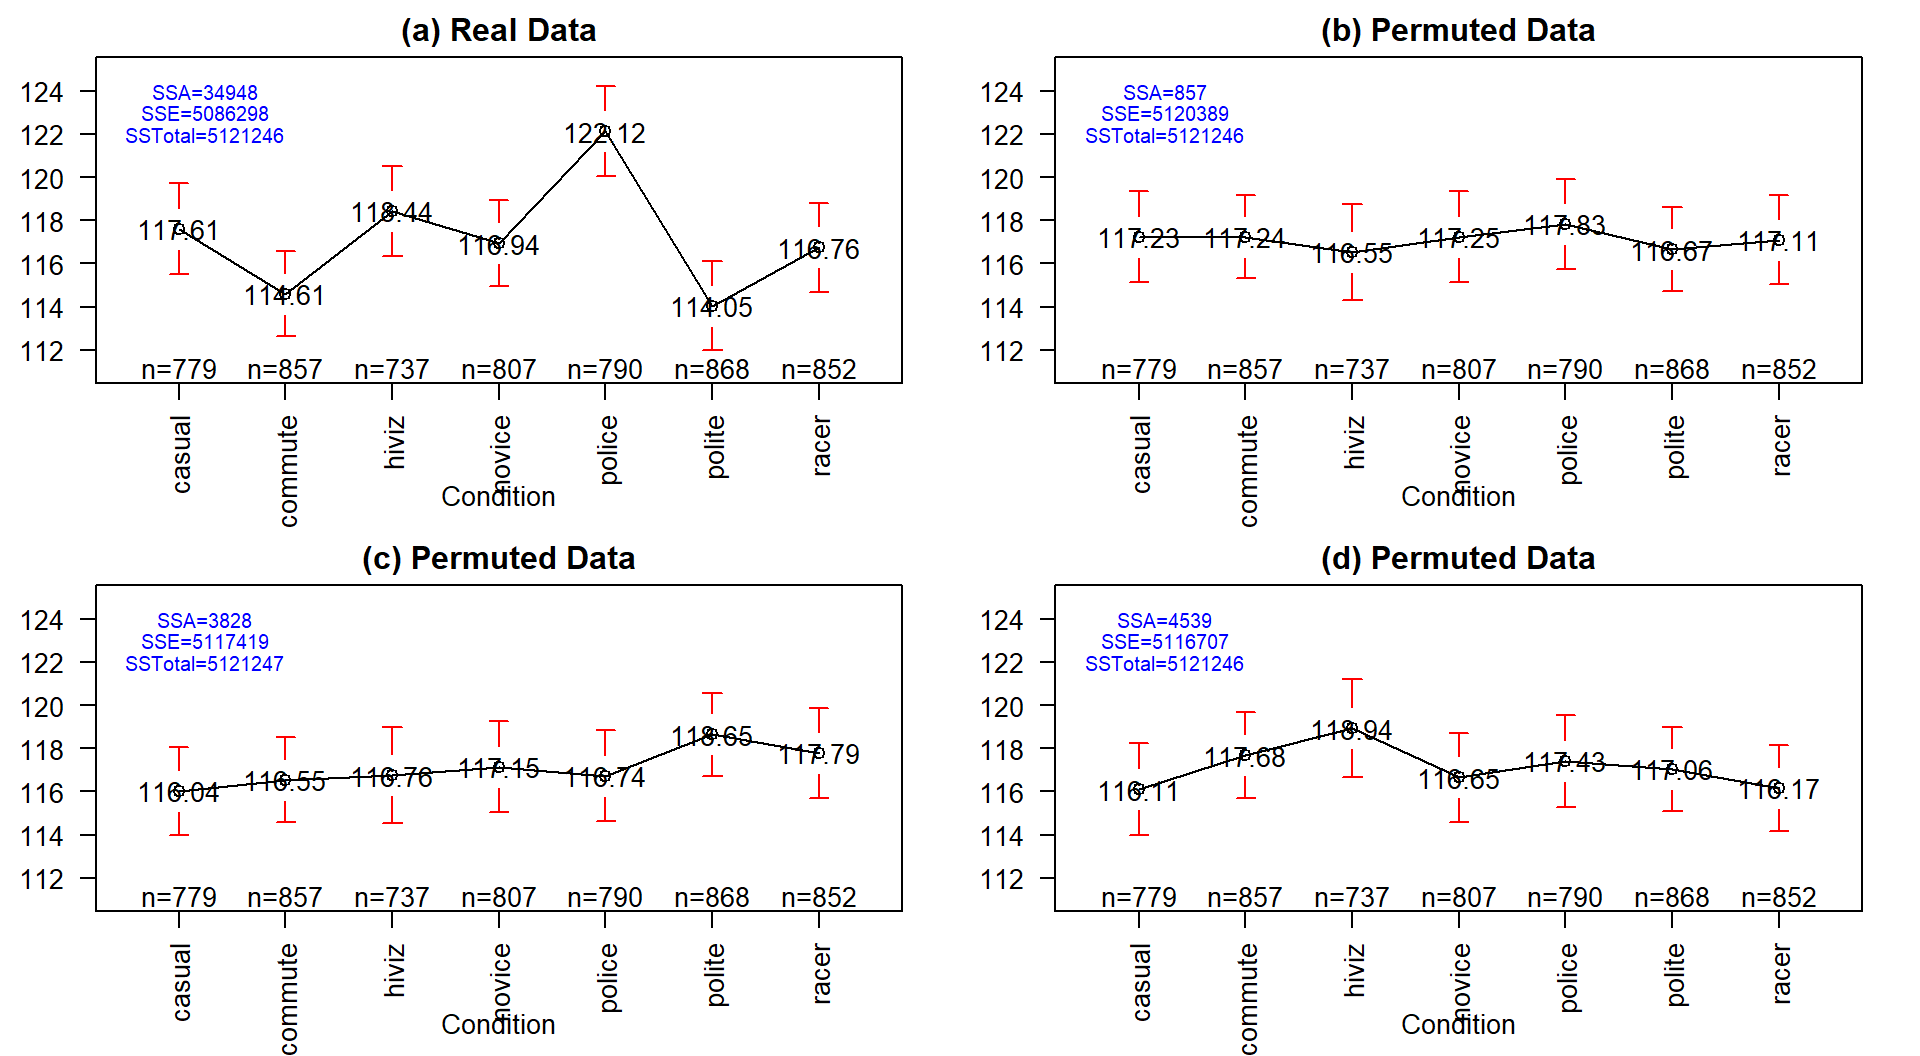 (a) Real Data
SSA=34948
SSE=5086298
SSTotal=5121246
124
122
120
118
116
114
112
117.61
114.61
118.44
116.94
122.12
114.05
116.76
n=779 n=857 n=737 n=807 n=790 n=868 n=852
casual commute hiviz novice police polite racer
Condition
(b) Permuted Data
SSA=857
SSE=5120389
SSTotal=5121246
124
122
120
118
116
114
112
117.23
117.24
116.55
117.25
117.83
116.67
117.11
n=779 n=857 n=737 n=807 n=790 n=868 n=852
casual commute hiviz novice police polite racer
Condition
(c) Permuted Data
SSA=3828
SSE=5117419
SSTotal=5121247
124
122
120
118
116
114
112
116.04
116.55
116.76
117.15
116.74
118.65
117.79
n=779 n=857 n=737 n=807 n=790 n=868 n=852
casual commute hiviz novice police polite racer
Condition
(d) Permuted Data
SSA=4539
SSE=5116707
SSTotal=5121246
124
122
120
118
116
114
112
116.11
117.68
118.94
116.65
117.43
117.06
116.17
n=779 n=857 n=737 n=807 n=790 n=868 n=852
casual commute hiviz novice police polite racer
Condition